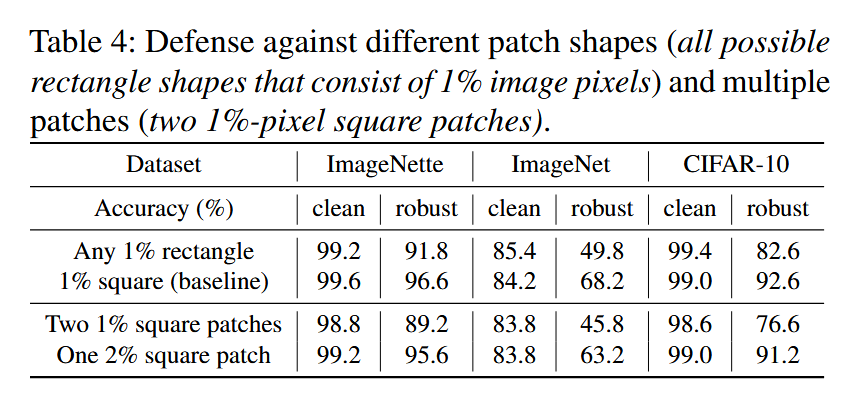 Table 4: Defense against different patch shapes (all possible
rectangle shapes that consist of 1% image pixels) and multiple
patches (two 1%-pixel square patches).
Dataset ImageNette ImageNet CIFAR-10
Accuracy (%) clean robust clean robust clean robust
Any 1% rectangle 99.2 91.8 85.4 49.8 99.4 82.6
1% square (baseline) 99.6 96.6 84.2 68.2 99.0 92.6
Two 1% square patches 98.8 89.2 83.8 45.8 98.6 76.6
One 2% square patch 99.2 95.6 83.8 63.2 99.0 91.2